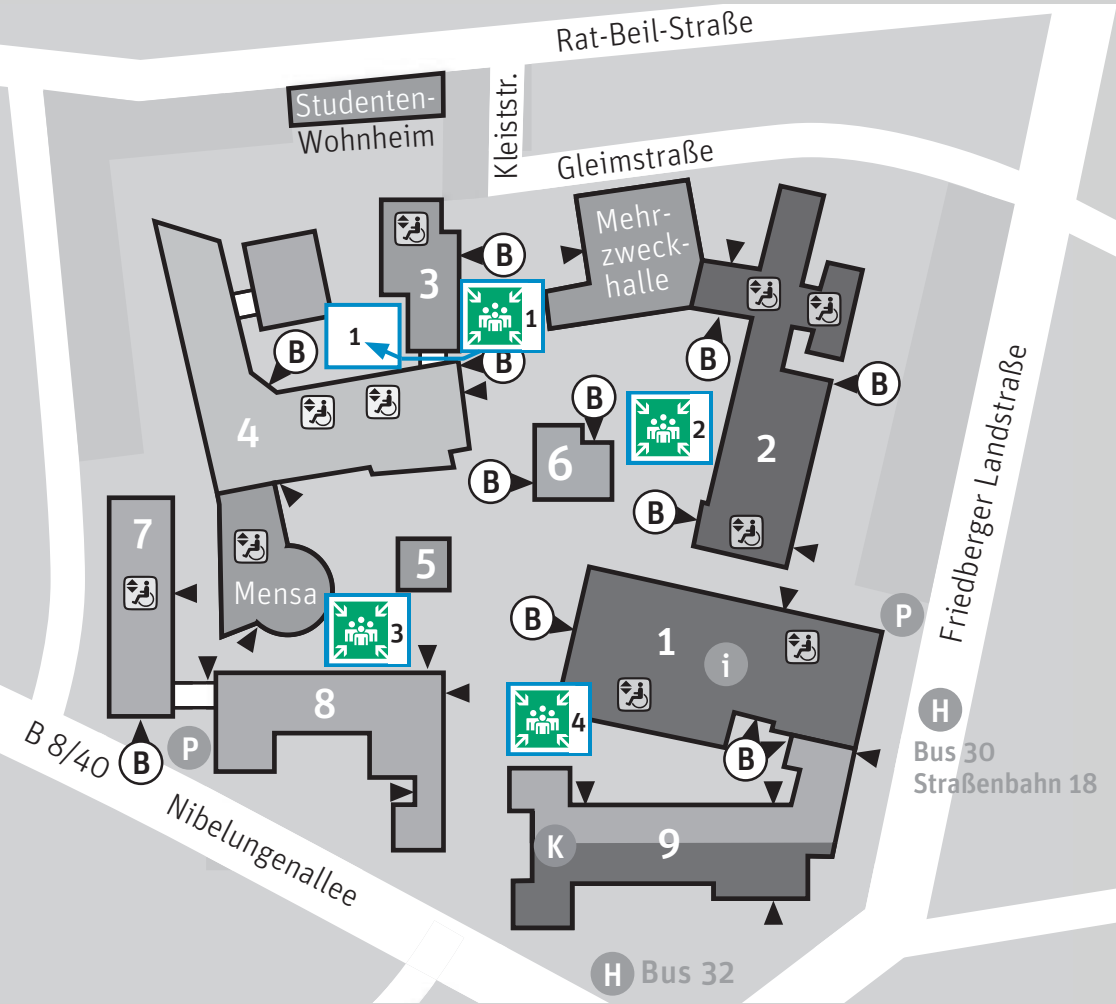 Rat-Beil-Straße
Studenten-
Wohnheim
Kleiststr.
Gleimstraße
Mehr-
zweck-
halle
3
B
1
1
B
B
B
B
4
B
2
2
6
B
B
7
5
Mensa
3
B
1
i
P
Friedberger Landstraße
8
4
H
Bus 30
Straßenbahn 18
B 8/40
B
P
B
Nibelungenallee
K
9
H
Bus 32